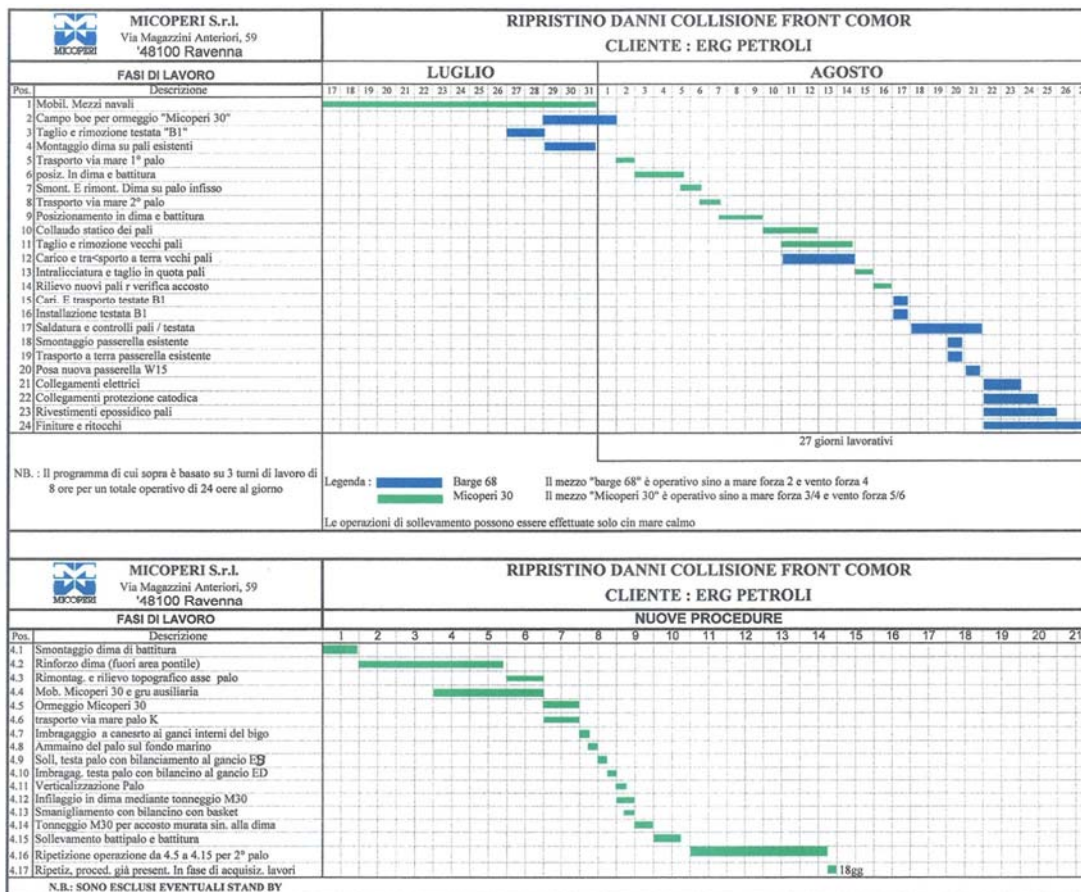 MICOPERI S.r.l.
Via Magazzini Anteriori, 59
'48100 Ravenna
MICOPERI
RIPRISTINO DANNI COLLISIONE FRONT COMOR
CLIENTE : ERG PETROLI
FASI DI LAVORO
LUGLIO
AGOSTO
Pos. Descrizione
17 18 19 20 21 22 23 24 25 26 27 28 29 30 31 1 2 3 4 5 6 7 8 9 10 11 12 13 14 15 16 17 18 19 20 21 22 23 24 25 26
1 Mobil. Mezzi navali
2 Campo boe per ormeggio "Micoperi 30"
3 Taglio e rimozione testata "B1"
4 Montaggio dima su pali esistenti
5 Trasporto via mare 1° palo
6 posiz. In dima e battitura
7 Smont. E rimont. Dima su palo infisso
8 Trasporto via mare 2° palo
9 Posizionamento in dima e battitura
10 Collaudo statico dei pali
11 Taglio e rimozione vecchi pali
12 Carico e tra<sporto a terra vcchi pali
13 Intralicciatura e taglio in quota pali
14 Rilievo nuovi pali r verifica accosto
15 Cari. E trasporto testate B1
16 Installazione testata B1
17 Saldatura e controlli pali / testata
18 Smontaggio passerella esistente
19 Trasporto a terra paserella esistente
20 Posa nuova passerella W15
21 Collegamenti elettrici
22 Collegamenti protezione catodica
23 Rivestimenti epossidico pali
24 Finiture e ritocchi
27 giorni lavorativi
NB. : Il programma di cui sopra è basato su 3 turni di lavoro di
8 ore per un totale operativo di 24 oere al giorno
Legenda : Barge 68 Il mezzo "barge 68" è operativo sino a mare forza 2 e vento forza 4
Micoperi 30 Il mezzo "Micoperi 30" è operativo sino a mare forza 3/4 e vento forza 5/6
Le operazioni di sollevamento possono essere effettuate solo cin mare calmo
MICOPERI S.r.l.
Via Magazzini Anteriori, 59
'48100 Ravenna
MICOPERI
RIPRISTINO DANNI COLLISIONE FRONT COMOR
CLIENTE : ERG PETROLI
FASI DI LAVORO
NUOVE PROCEDURE
Pos. Descrizione
1 2 3 4 5 6 7 8 9 10 11 12 13 14 15 16 17 18 19 20 21
4.1 Smontaggio dima di battitura
4.2 Rinforzo dima (fuori area pontile)
4.3 Rimontag. e rilievo topografico asse palo
4.4 Mob. Micoperi 30 e gru ausiliaria
4.5 Ormeggio Micoperi 30
4.6 trasporto via mare palo K
4.7 Imbragaggio a canesrto ai ganci interni del bigo
4.8 Ammaino del palo sul fondo marino
4.9 Soll, testa palo con bilanciamento al gancio
4.10 Imbragag. testa palo con bilancino al gancio ED
4.11 Verticalizzazione Palo
4.12 Infilaggio in dima mediante tonneggio M30
4.13 Smanigliamento con bilancino con basket
4.14 Tonneggio M30 per accosto murata sin. alla dima
4.15 Sollevamento battipalo e battitura
4.16 Ripetizione operazione da 4.5 a 4.15 per 2° palo
4.17 Ripetiz, proced. già present. In fase di acquisiz. lavori
18gg
N.B.: SONO ESCLUSI EVENTUALI STAND BY